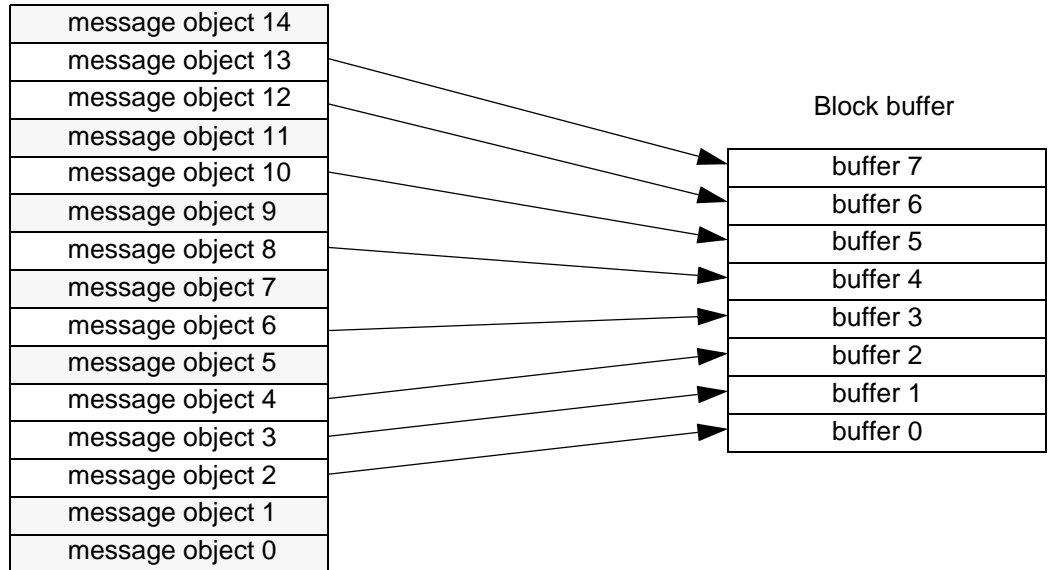 message object 14
message object 13
message object 12
message object 11
message object 10
message object 9
message object 8
message object 7
message object 6
message object 5
message object 4
message object 3
message object 2
message object 1
message object 0
Block buffer
buffer 7
buffer 6
buffer 5
buffer 4
buffer 3
buffer 2
buffer 1
buffer 0